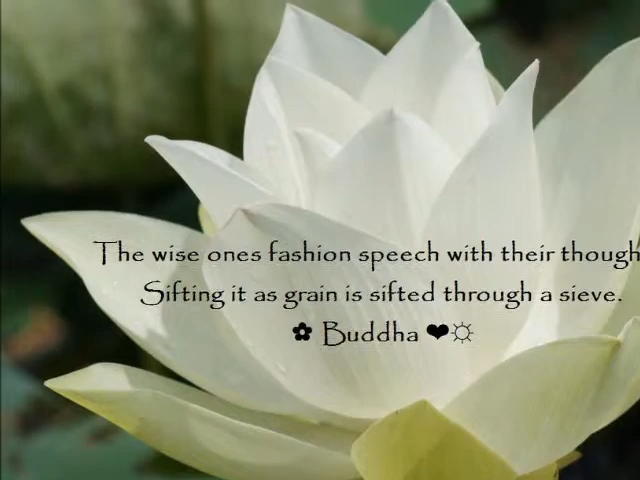 The wise ones fashion speech with their though
Sifting it as grain is sifted through a sieve.
✿ Buddha ❤☼